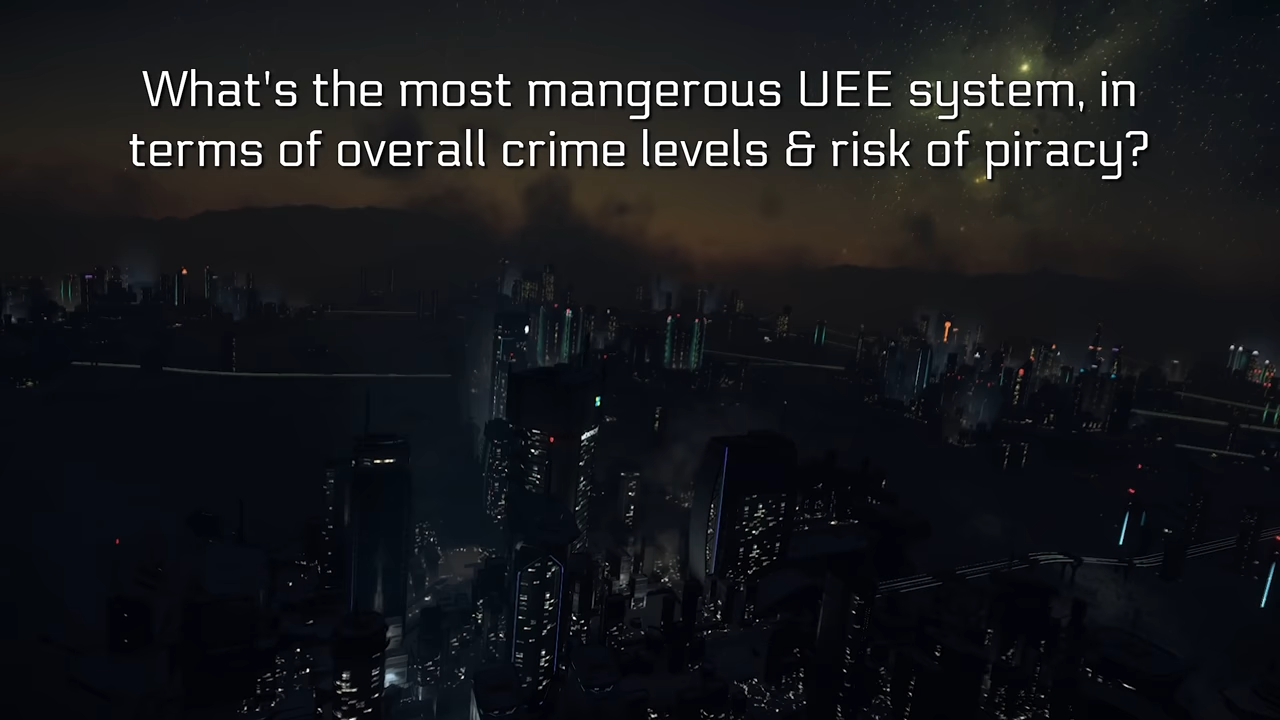 What's the most mangerous UEE system, in
terms of overall crime levels & risk of piracy?